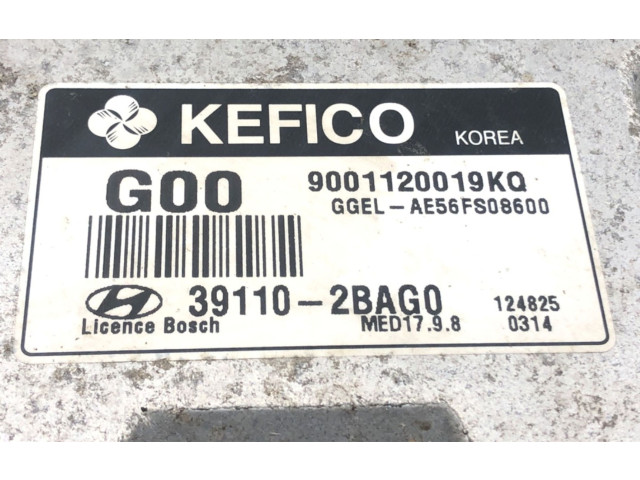 KEFICO KOREA
G00 9001120019KQ
GGEL-AE56FS08600
39110-2BAG0 124825
Licence Bosch MED17.9.8 0314